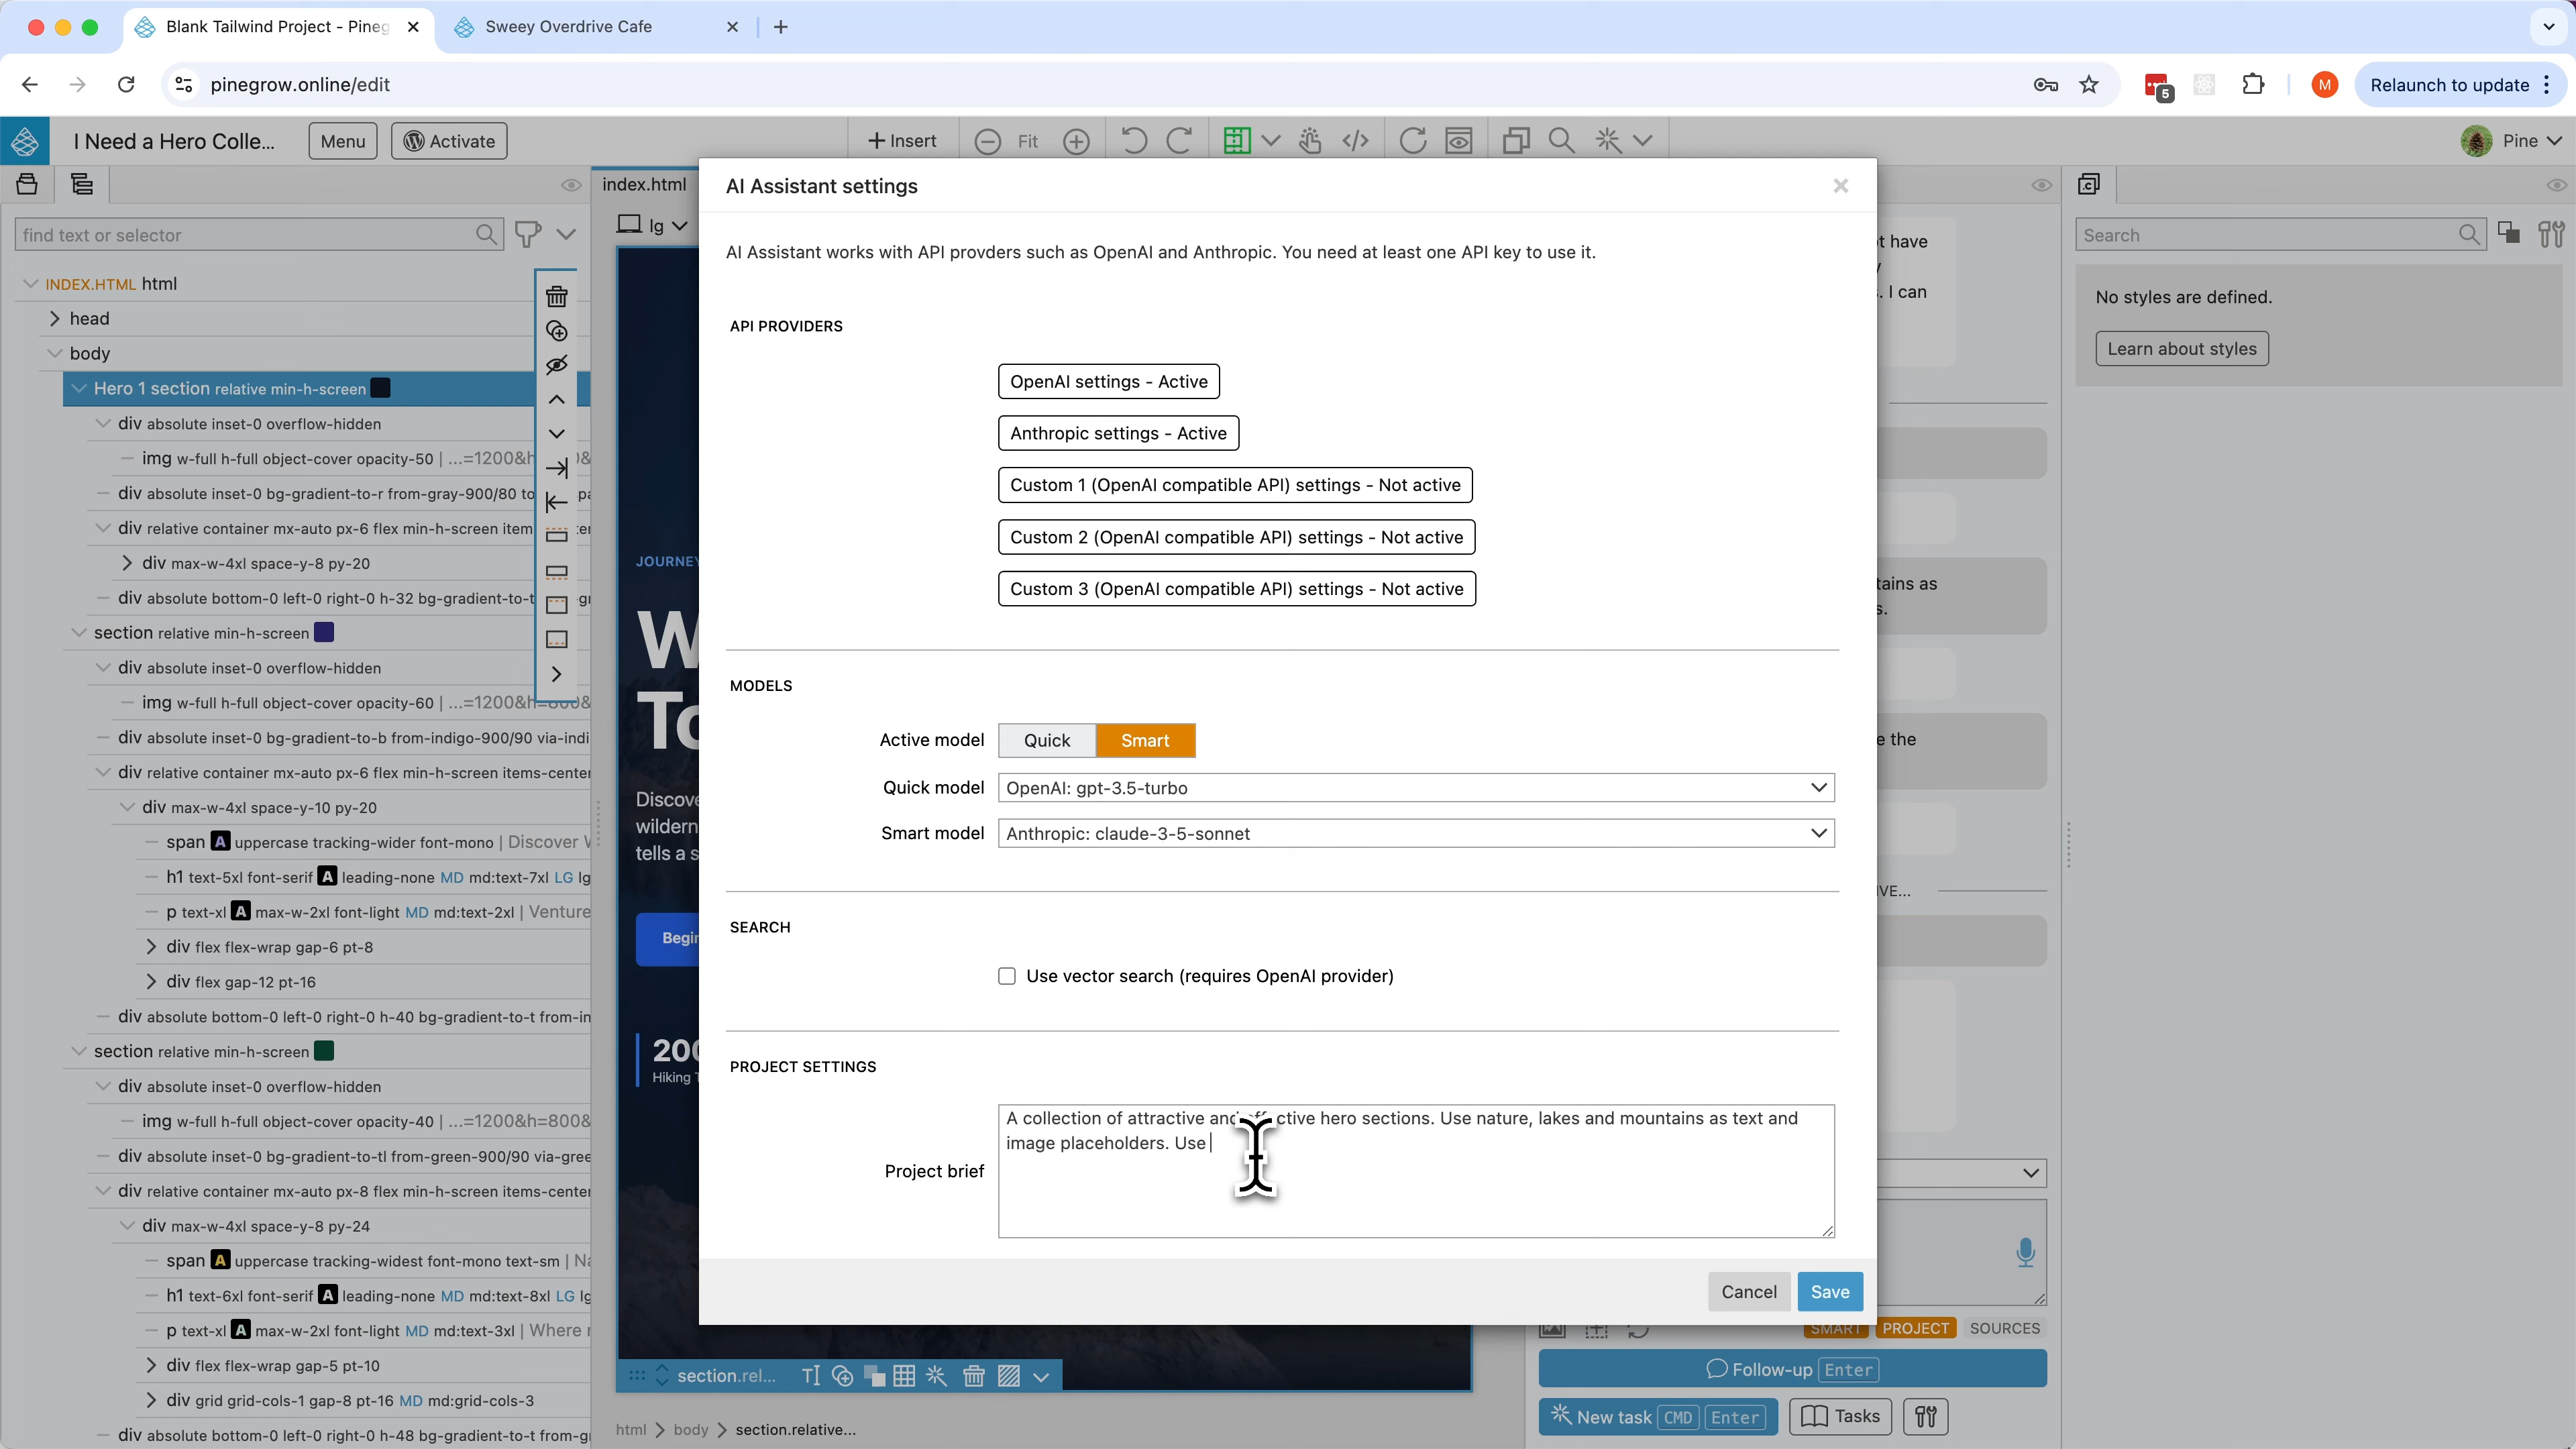 Blank Tailwind Project - Pineg
Sweey Overdrive Cafe
pinegrow.online/edit
5
M
Relaunch to update
I Need a Hero Colle...
Menu
Activate
Insert
Fit
Pine
index.html
find text or selector
lg
Search
INDEX.HTML html
head
body
Hero 1 section relative min-h-screen
div absolute inset-0 overflow-hidden
img w-full h-full object-cover opacity-50 | ...=1200&h
div absolute inset-0 bg-gradient-to-r from-gray-900/80 to
div relative container mx-auto px-6 flex min-h-screen item
div max-w-4xl space-y-8 py-20
div absolute bottom-0 left-0 right-0 h-32 bg-gradient-to-t
section relative min-h-screen
div absolute inset-0 overflow-hidden
img w-full h-full object-cover opacity-60 | ...=1200&h=800&
div absolute inset-0 bg-gradient-to-b from-indigo-900/90 via-indi
div relative container mx-auto px-6 flex min-h-screen items-center
div max-w-4xl space-y-10 py-20
span A uppercase tracking-wider font-mono | Discover
h1 text-5xl font-serif A leading-none MD md:text-7xl LG lg
p text-xl A max-w-2xl font-light MD md:text-2xl | Venture
div flex flex-wrap gap-6 pt-8
div flex gap-12 pt-16
div absolute bottom-0 left-0 right-0 h-40 bg-gradient-to-t from-in
section relative min-h-screen
div absolute inset-0 overflow-hidden
img w-full h-full object-cover opacity-40 | ...=1200&h=800&
div absolute inset-0 bg-gradient-to-tl from-green-900/90 via-gree
div relative container mx-auto px-8 flex min-h-screen items-center
div max-w-4xl space-y-8 py-24
span A uppercase tracking-widest font-mono text-sm | Na
h1 text-6xl font-serif A leading-none MD md:text-8xl LG lg
p text-xl A max-w-2xl font-light MD md:text-3xl | Where
div flex flex-wrap gap-5 pt-10
div grid grid-cols-1 gap-8 pt-16 MD md:grid-cols-3
div absolute bottom-0 left-0 right-0 h-48 bg-gradient-to-t from-g
JOURNEY
W
To
Discove
wildern
tells a s
Begin
200
Hiking T
section.rel...
html > body > section.relative...
AI Assistant settings
AI Assistant works with API provders such as OpenAI and Anthropic. You need at least one API key to use it.
API PROVIDERS
OpenAI settings - Active
Anthropic settings - Active
Custom 1 (OpenAI compatible API) settings - Not active
Custom 2 (OpenAI compatible API) settings - Not active
Custom 3 (OpenAI compatible API) settings - Not active
MODELS
Active model Quick Smart
Quick model OpenAI: gpt-3.5-turbo
Smart model Anthropic: claude-3-5-sonnet
SEARCH
Use vector search (requires OpenAI provider)
PROJECT SETTINGS
Project brief
A collection of attractive and effective hero sections. Use nature, lakes and mountains as text and
image placeholders. Use
Cancel
Save
t have
. I can
tains as
s.
e the
IVE...
SMART PROJECT SOURCES
Follow-up Enter
New task CMD Enter
Tasks
No styles are defined.
Learn about styles